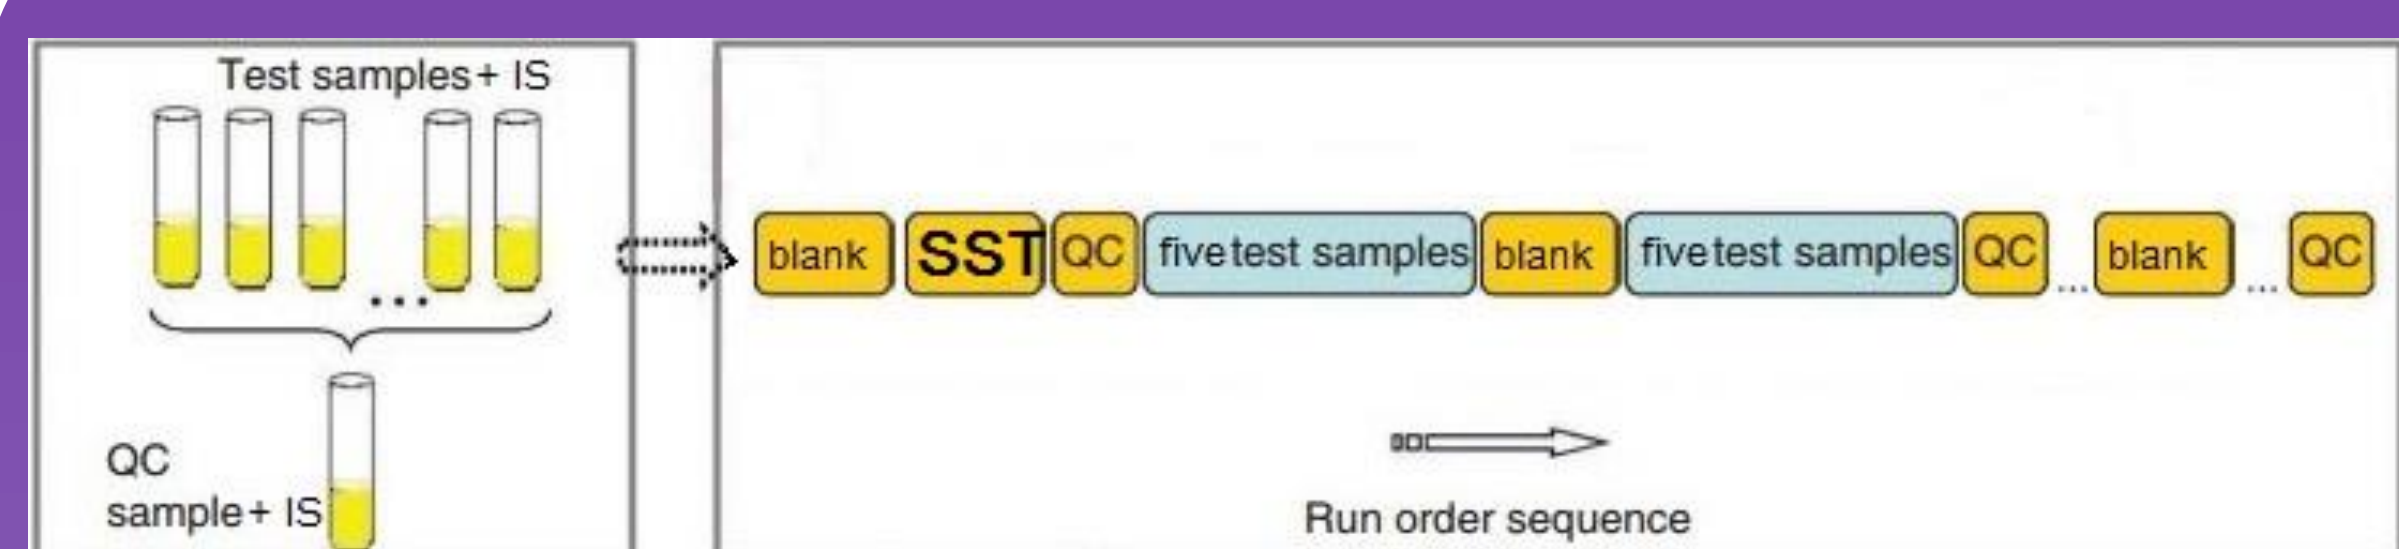 Test samples+ IS
...
QC
sample+ IS
blank SST QC five test samples blank five test samples QC ... blank ... QC
Run order sequence